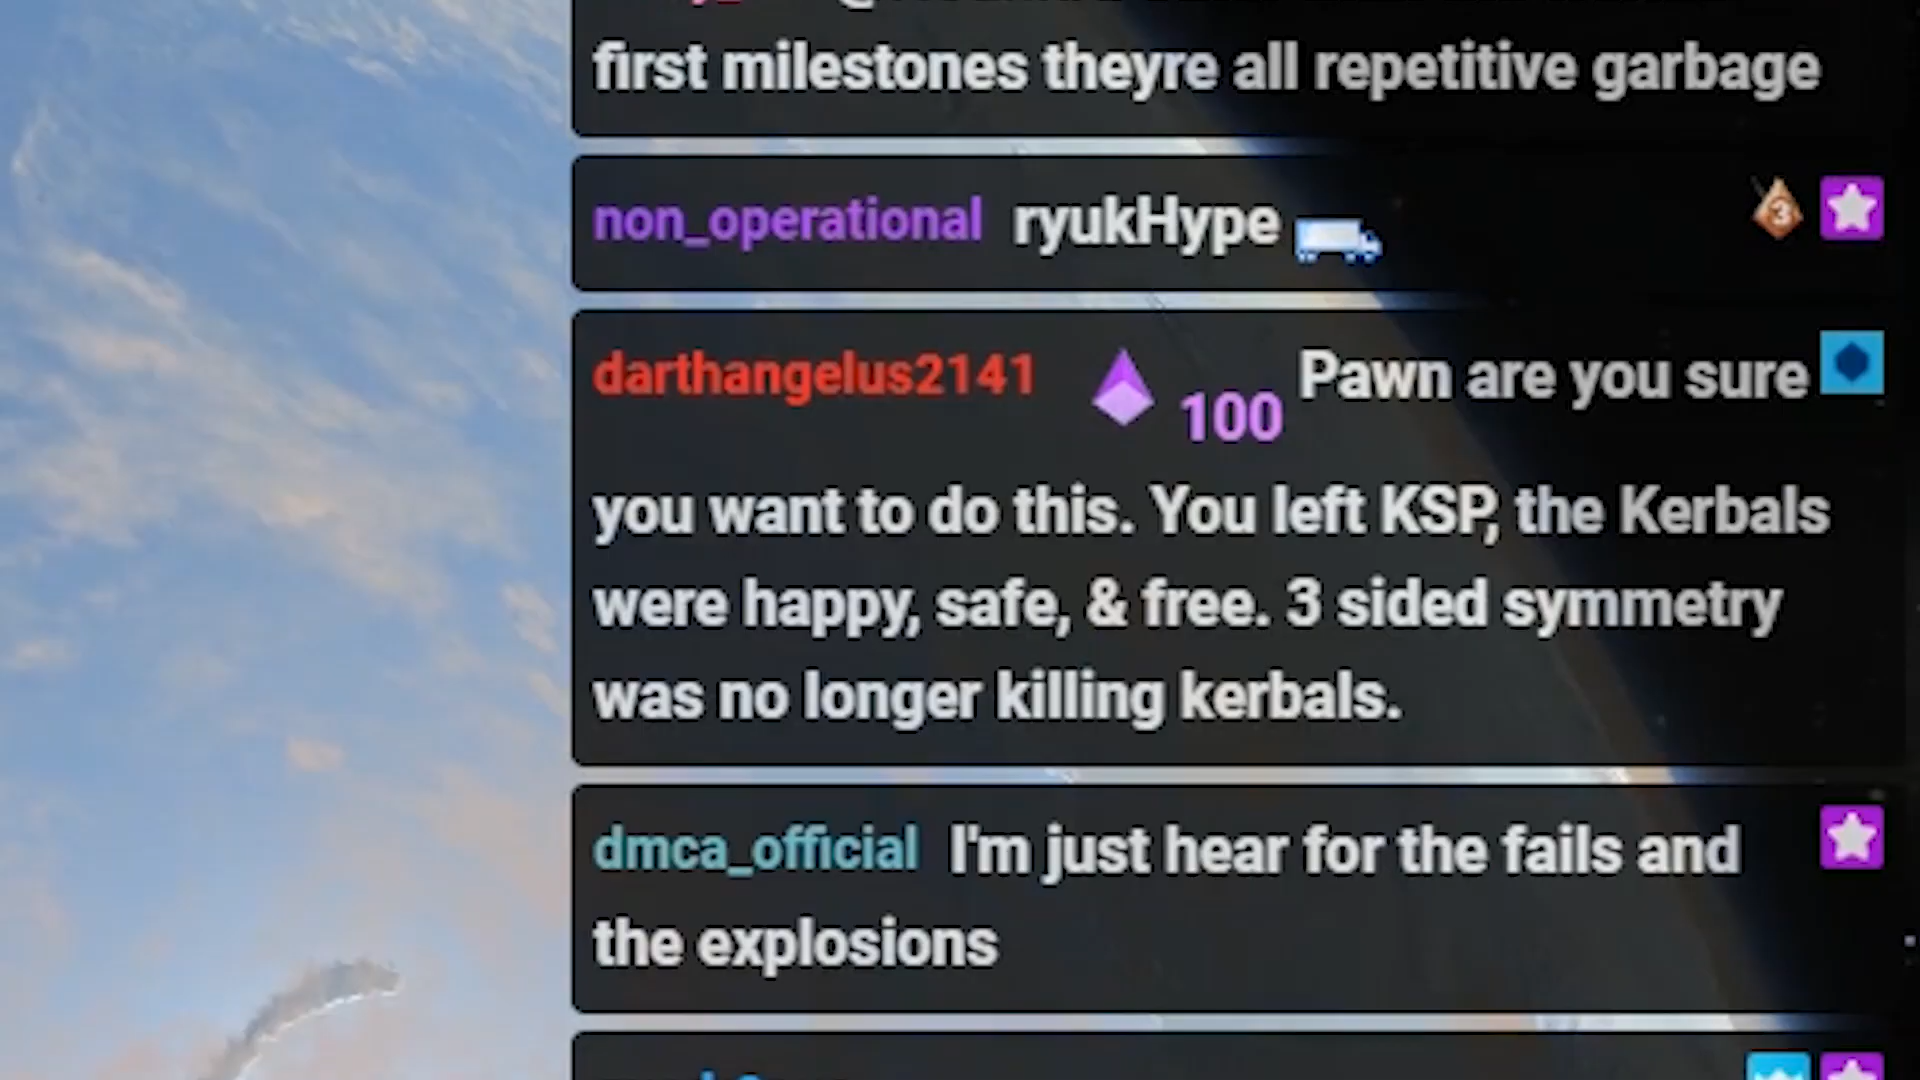 first milestones theyre all repetitive garbage
non_operational ryukHype 3
darthangelus2141 100 Pawn are you sure
you want to do this. You left KSP, the Kerbals
were happy, safe, & free. 3 sided symmetry
was no longer killing kerbals.
dmca_official I'm just hear for the fails and
the explosions